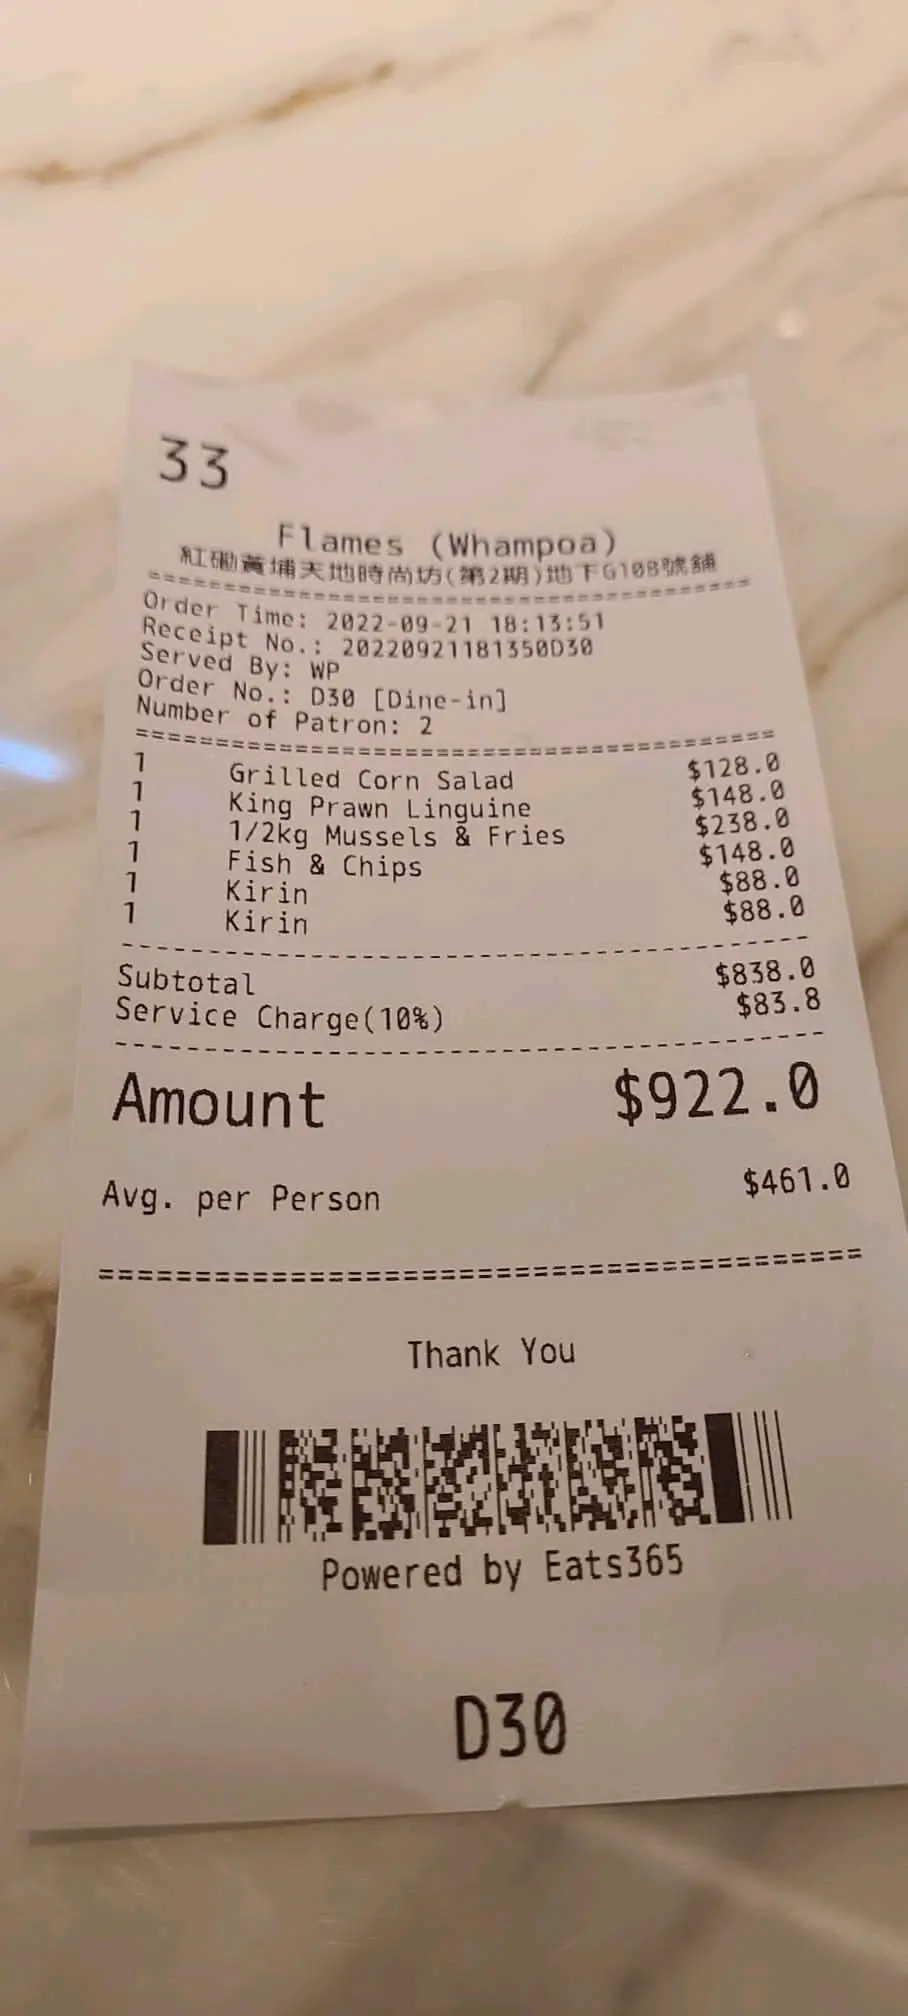 33
Flames (Whampoa)
紅磡黃埔天地時尚坊(第2期)地下G10B號舖
========================================
Order Time: 2022-09-21 18:13:51
Receipt No.: 20220921181350D30
Served By: WP
Order No.: D30 [Dine-in]
Number of Patron: 2
========================================
1 Grilled Corn Salad $128.0
1 King Prawn Linguine $148.0
1 1/2kg Mussels & Fries $238.0
1 Fish & Chips $148.0
1 Kirin $88.0
1 Kirin $88.0
----------------------------------------
Subtotal $838.0
Service Charge(10%) $83.8
----------------------------------------
Amount $922.0
Avg. per Person $461.0
========================================
Thank You
Powered by Eats365
D30